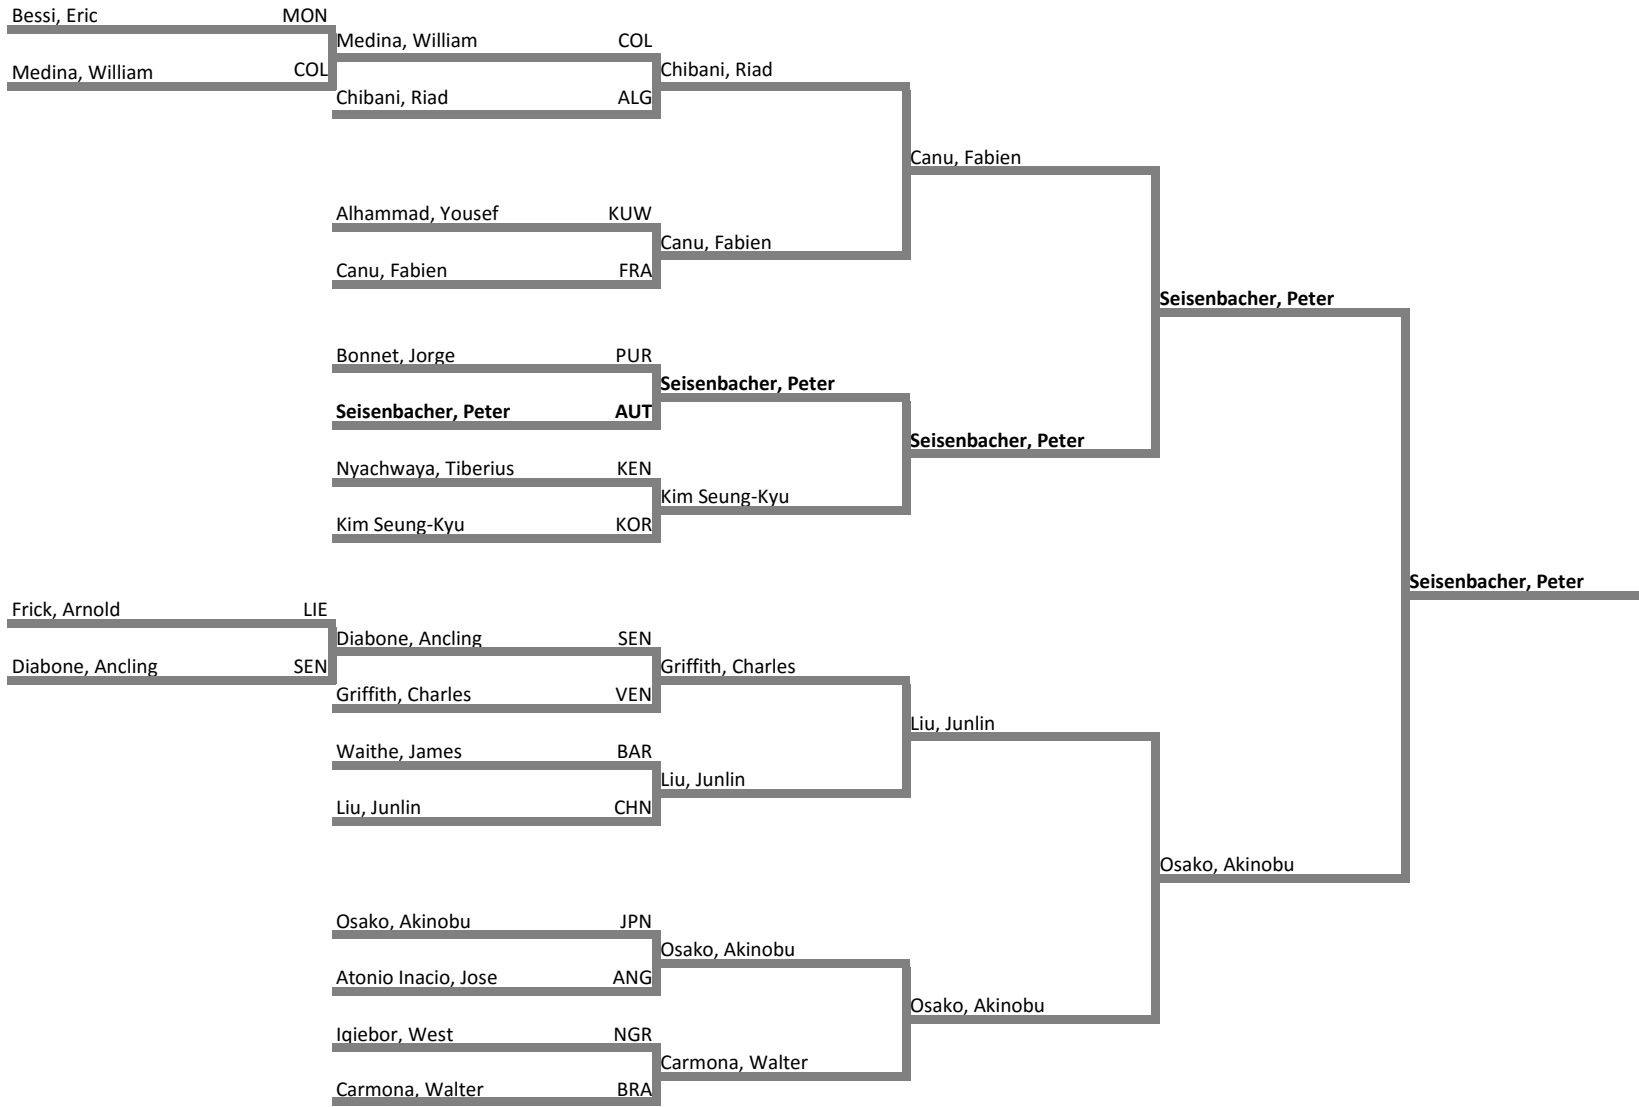 Bessi, Eric MON
Medina, William COL
Medina, William COL
Chibani, Riad ALG
Chibani, Riad
Canu, Fabien
Alhammad, Yousef KUW
Canu, Fabien FRA
Canu, Fabien
Seisenbacher, Peter
Bonnet, Jorge PUR
Seisenbacher, Peter AUT
Seisenbacher, Peter
Seisenbacher, Peter
Nyachwaya, Tiberius KEN
Kim Seung-Kyu KOR
Kim Seung-Kyu
Seisenbacher, Peter
Frick, Arnold LIE
Diabone, Ancling SEN
Diabone, Ancling SEN
Griffith, Charles VEN
Griffith, Charles
Liu, Junlin
Waithe, James BAR
Liu, Junlin CHN
Liu, Junlin
Osako, Akinobu
Osako, Akinobu JPN
Atonio Inacio, Jose ANG
Osako, Akinobu
Osako, Akinobu
Igiebor, West NGR
Carmona, Walter BRA
Carmona, Walter